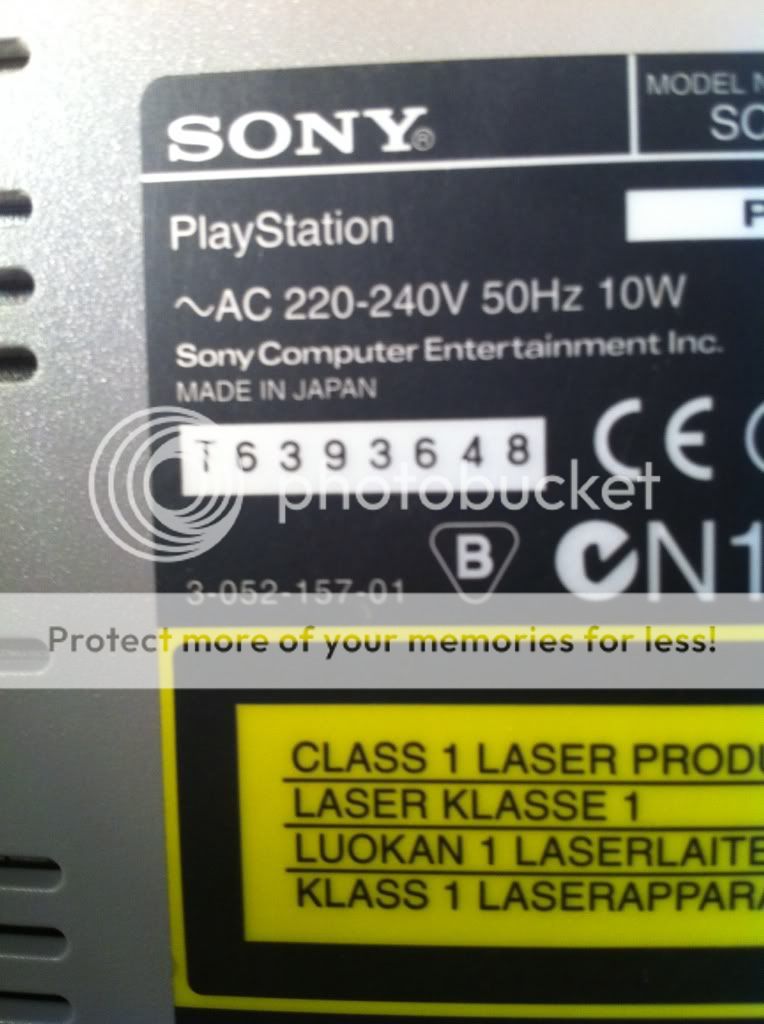 SONY®
MODEL N
SC
PlayStation
P
~AC 220-240V 50Hz 10W
Sony Computer Entertainment Inc.
MADE IN JAPAN
T6393648
CE
photobucket
B
N1
3-052-157-01
Protect more of your memories for less!
CLASS 1 LASER PRODU
LASER KLASSE 1
LUOKAN 1 LASERLAITE
KLASS 1 LASERAPPARA